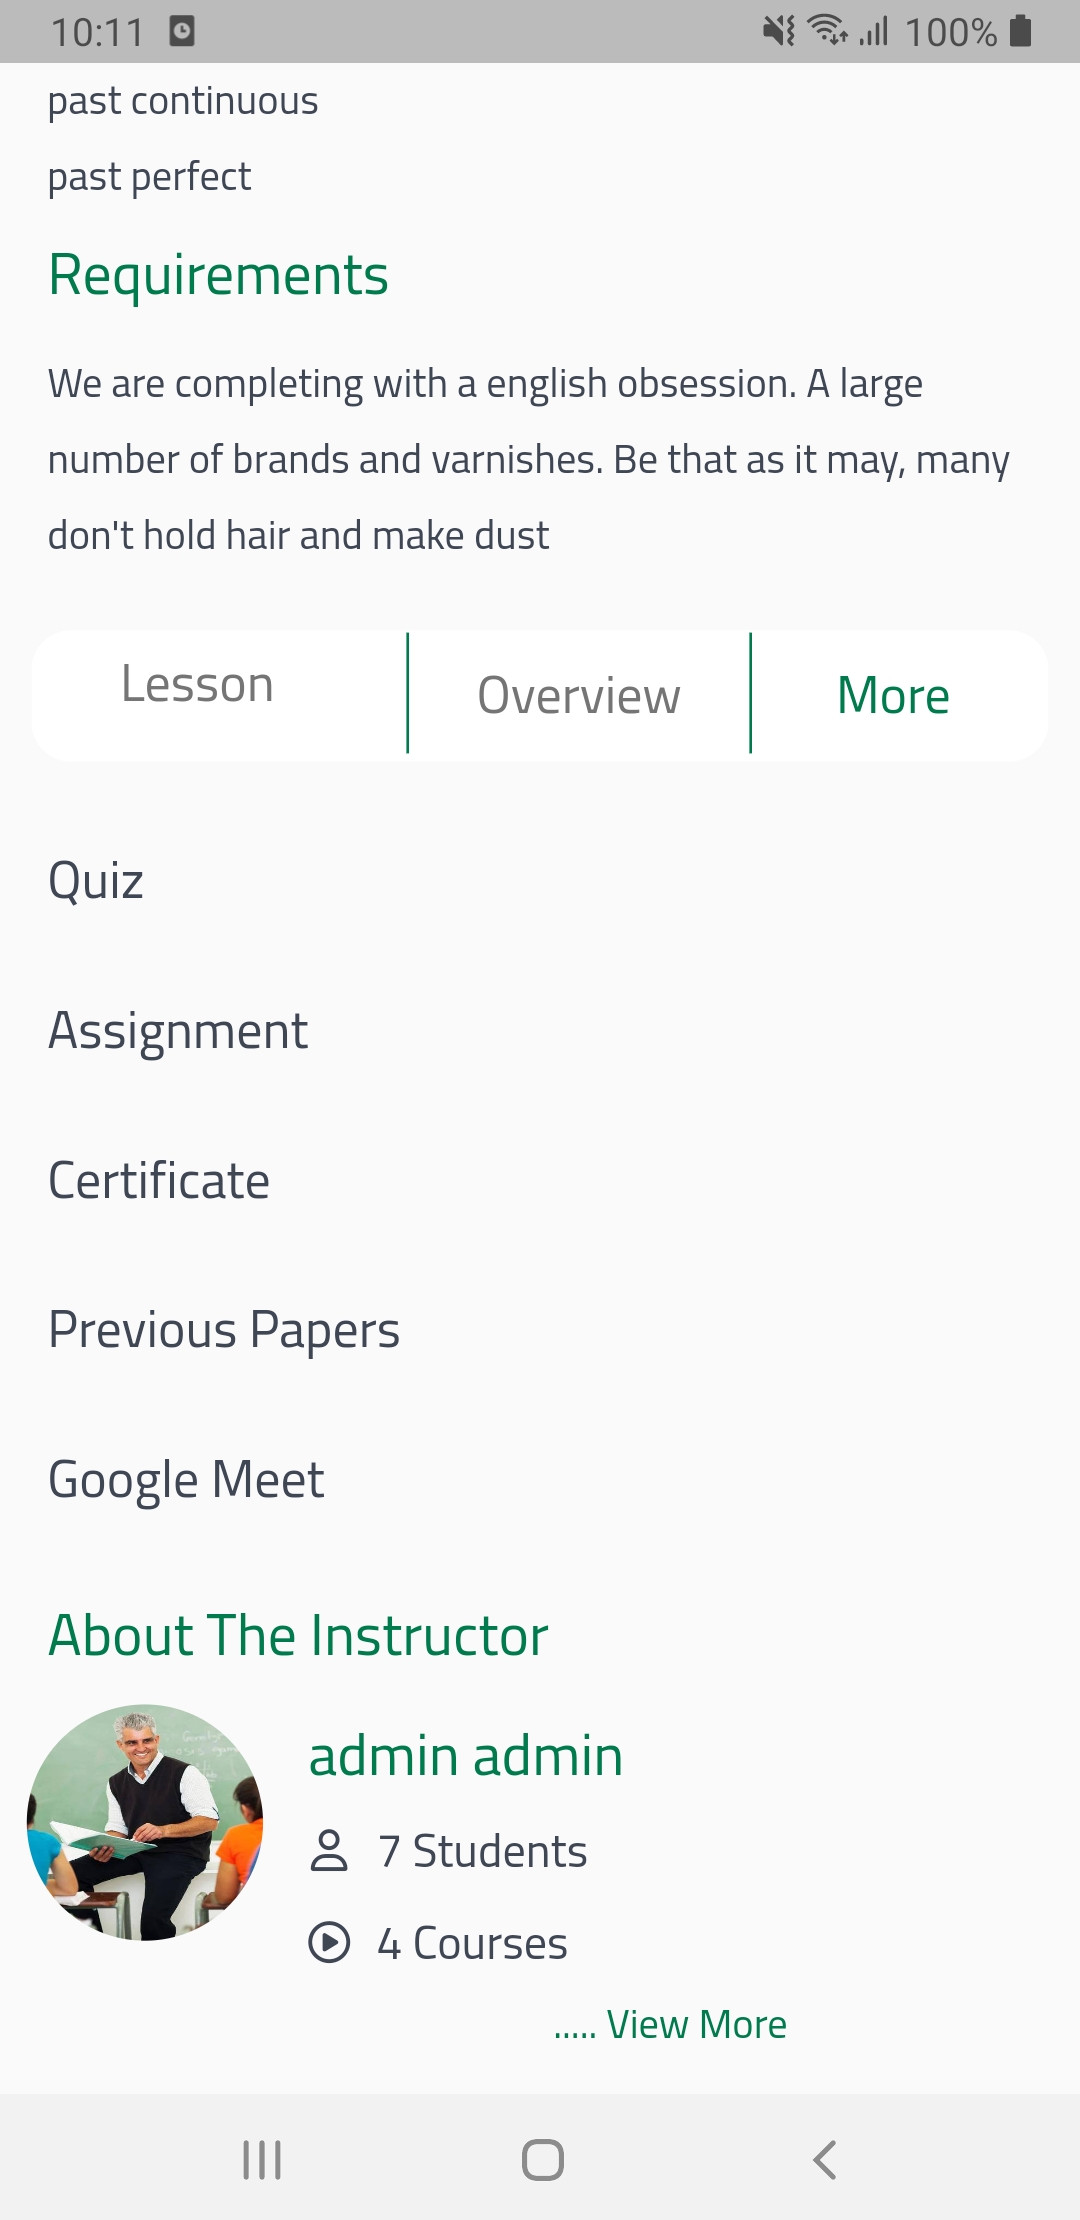 10:11 100%
past continuous
past perfect
Requirements
We are completing with a english obsession. A large
number of brands and varnishes. Be that as it may, many
don't hold hair and make dust
Lesson Overview More
Quiz
Assignment
Certificate
Previous Papers
Google Meet
About The Instructor
admin admin
7 Students
4 Courses
..... View More